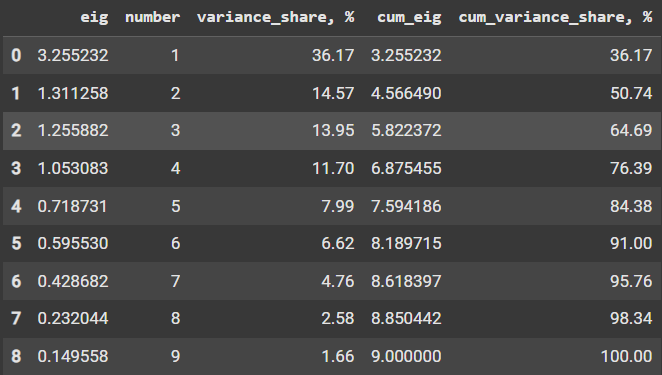 eig number variance_share, % cum_eig cum_variance_share, %
0 3.255232 1 36.17 3.255232 36.17
1 1.311258 2 14.57 4.566490 50.74
2 1.255882 3 13.95 5.822372 64.69
3 1.053083 4 11.70 6.875455 76.39
4 0.718731 5 7.99 7.594186 84.38
5 0.595530 6 6.62 8.189715 91.00
6 0.428682 7 4.76 8.618397 95.76
7 0.232044 8 2.58 8.850442 98.34
8 0.149558 9 1.66 9.000000 100.00